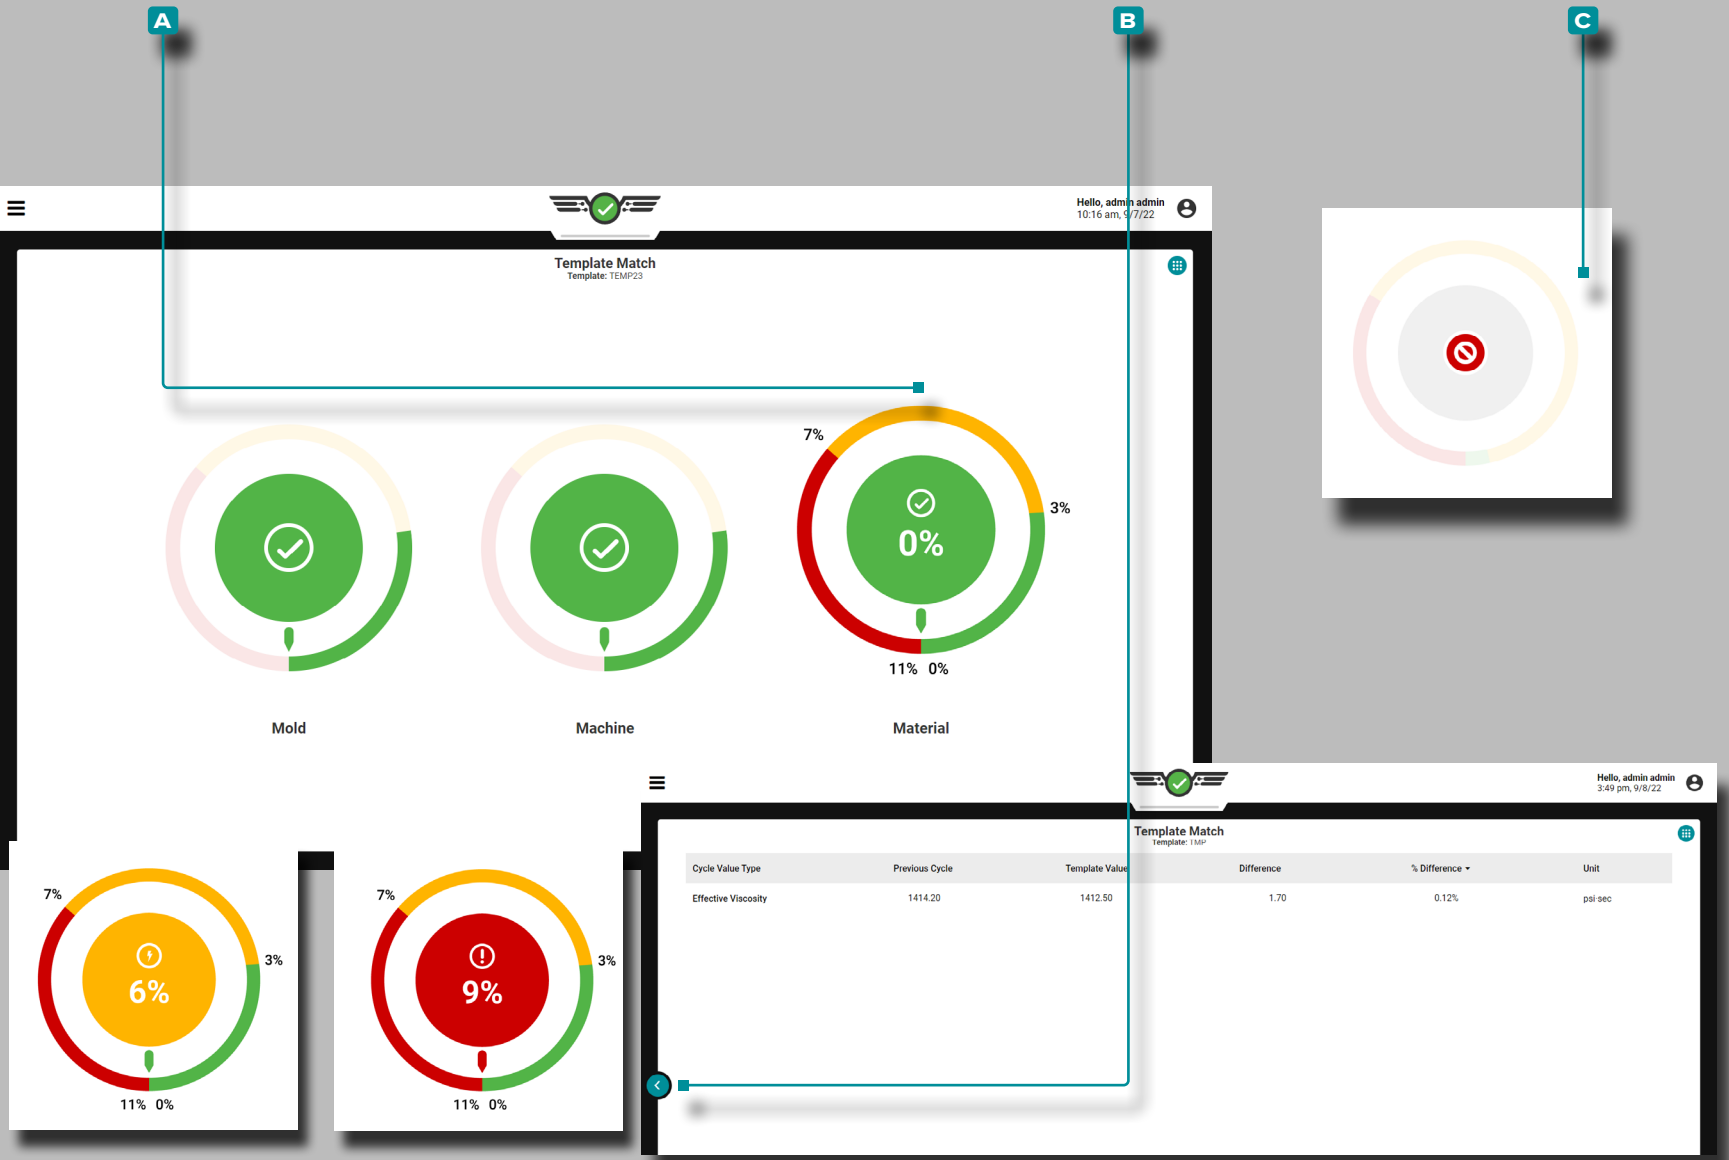 A
B
C
Hello, admin admin
10:16 am, 9/7/22
Template Match
Template: TEMP23
7%
3%
0%
11% 0%
Mold
Machine
Material
Hello, admin admin
3:49 pm, 9/8/22
Template Match
Template: TMP
Cycle Value Type Previous Cycle Template Value Difference % Difference Unit
Effective Viscosity 1414.20 1412.50 1.70 0.12% psi·sec
7%
3%
6%
11% 0%
7%
3%
9%
11% 0%